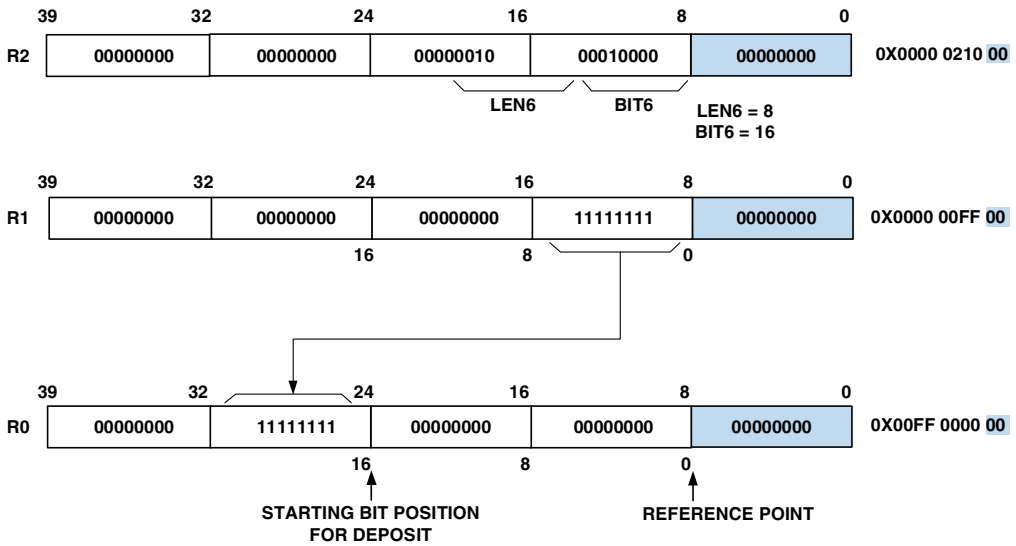 39 32 24 16 8 0
R2 00000000 00000000 00000010 00010000 00000000 0X0000 0210 00
LEN6 BIT6 LEN6 = 8
BIT6 = 16
39 32 24 16 8 0
R1 00000000 00000000 00000000 11111111 00000000 0X0000 00FF 00
16 8 0
39 32 24 16 8 0
R0 00000000 11111111 00000000 00000000 00000000 0X00FF 0000 00
16 8 0
STARTING BIT POSITION REFERENCE POINT
FOR DEPOSIT